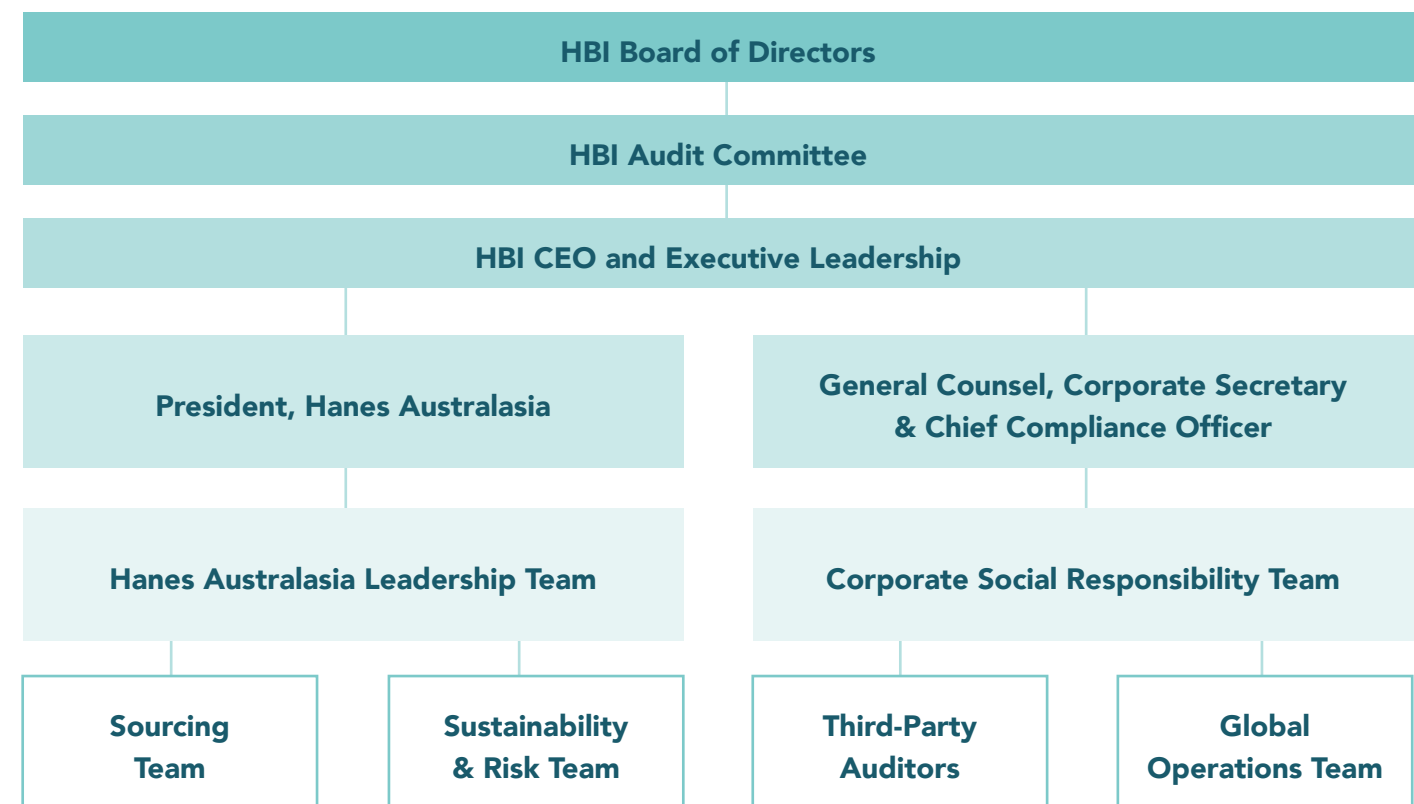 HBI Board of Directors
HBI Audit Committee
HBI CEO and Executive Leadership
President, Hanes Australasia
General Counsel, Corporate Secretary
& Chief Compliance Officer
Hanes Australasia Leadership Team
Corporate Social Responsibility Team
Sourcing
Team
Sustainability
& Risk Team
Third-Party
Auditors
Global
Operations Team